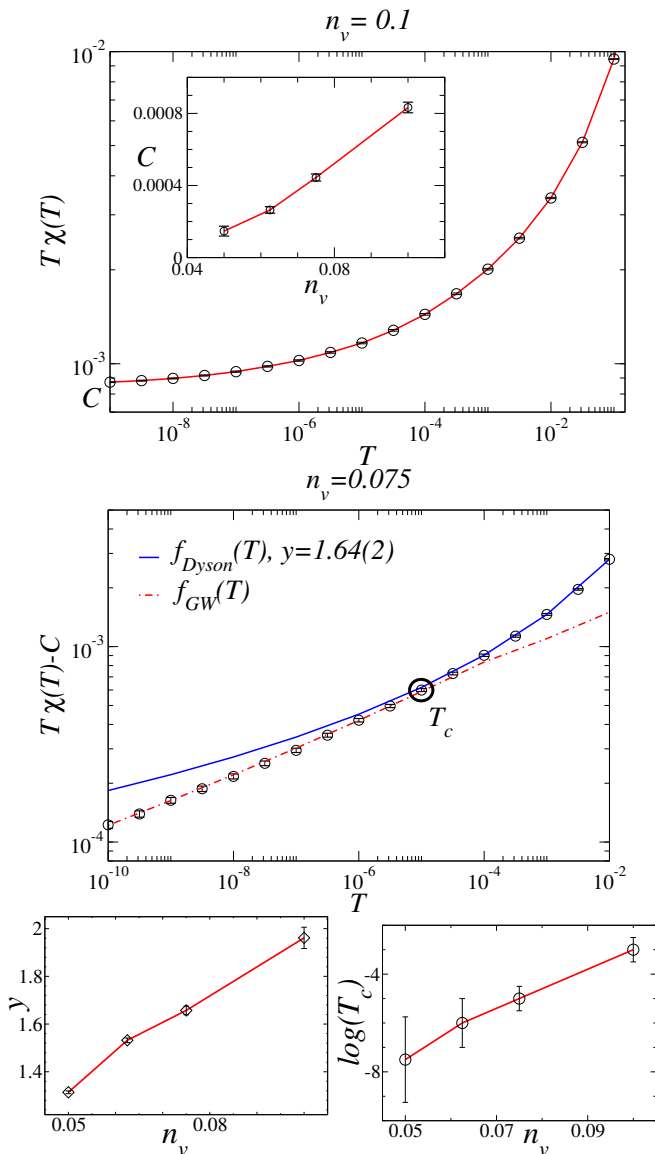 n_v = 0.1
10^-2
0.0008
C
0.0004
0
0.04
0.08
n_v
Tχ(T)
10^-3
C
10^-8
10^-6
10^-4
10^-2
T
n_v=0.075
f_Dyson(T), y=1.64(2)
f_GW(T)
10^-3
Tχ(T)-C
T_c
10^-4
10^-10
10^-8
10^-6
10^-4
10^-2
T
2
1.8
y
1.6
1.4
0.05
0.08
n_v
-4
log(T_c)
-8
0.05
0.07
0.09
n_v